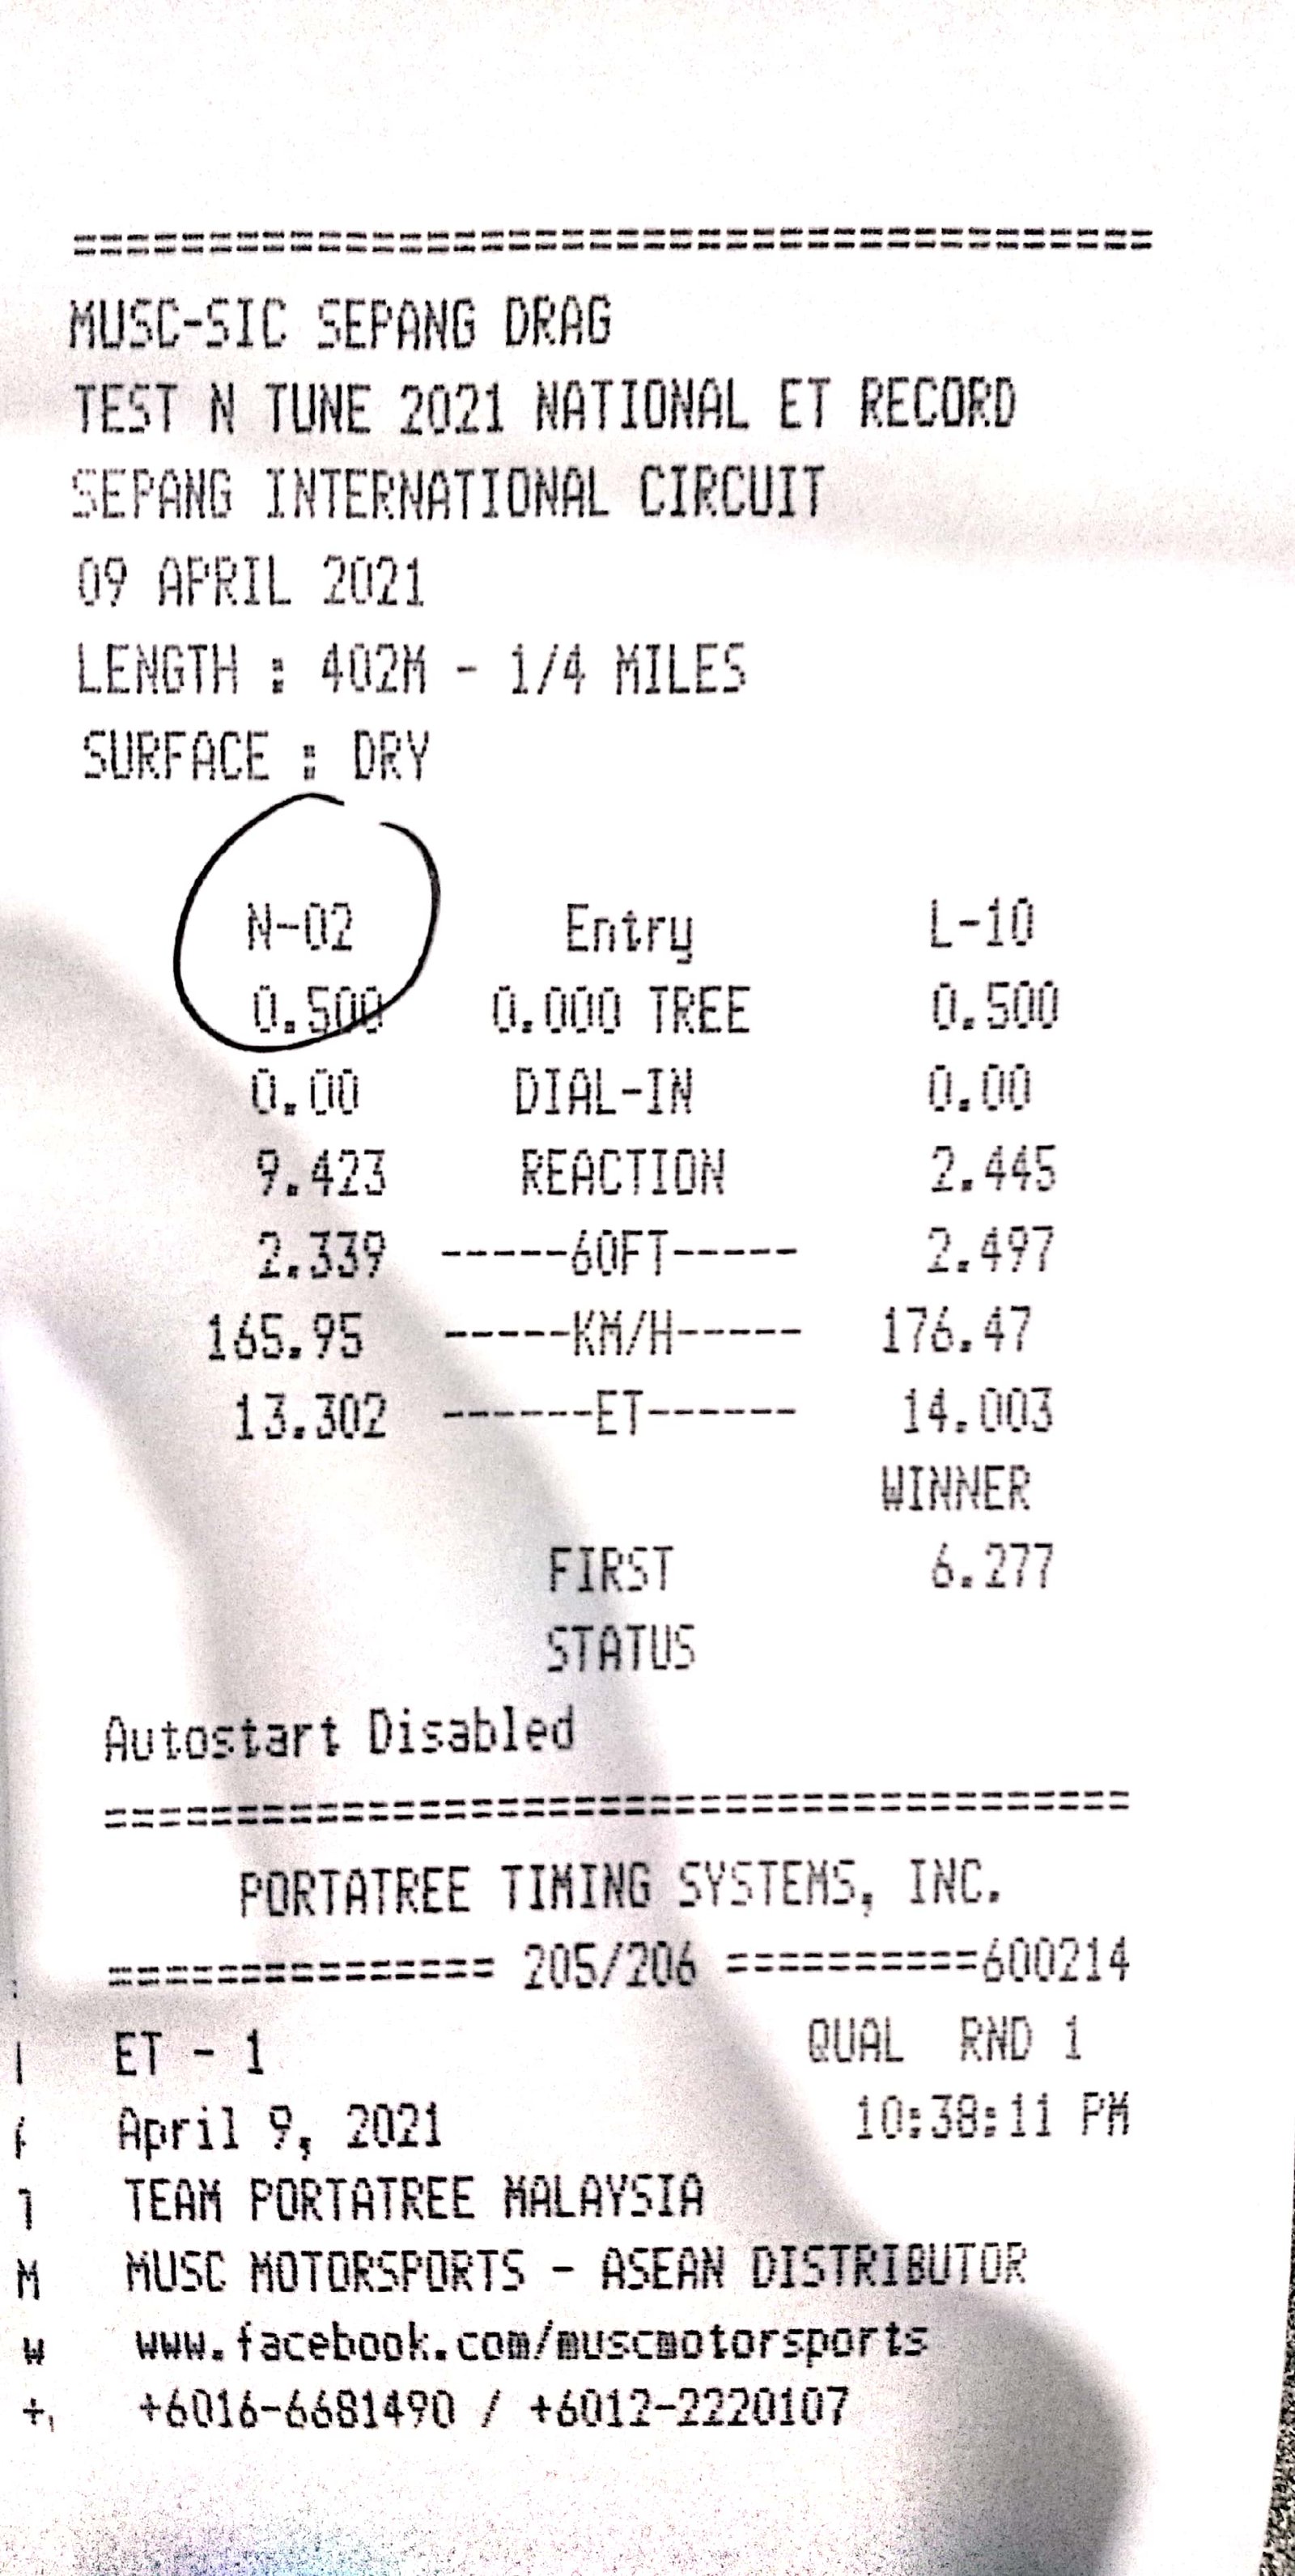 ========================================
MUSC-SIC SEPANG DRAG
TEST N TUNE 2021 NATIONAL ET RECORD
SEPANG INTERNATIONAL CIRCUIT
09 APRIL 2021
LENGTH : 402M - 1/4 MILES
SURFACE : DRY
N-02 Entry L-10
0.500 0.000 TREE 0.500
0.00 DIAL-IN 0.00
9.423 REACTION 2.445
2.339 -----60FT----- 2.497
165.95 -----KM/H----- 176.47
13.302 ------ET------ 14.003
WINNER
FIRST 6.277
STATUS
Autostart Disabled
=======================================
PORTATREE TIMING SYSTEMS, INC.
=============== 205/206 ==========600214
ET - 1 QUAL RND 1
April 9, 2021 10:38:11 PM
TEAM PORTATREE MALAYSIA
MUSC MOTORSPORTS - ASEAN DISTRIBUTOR
www.facebook.com/muscmotorsports
+6016-6681490 / +6012-2220107